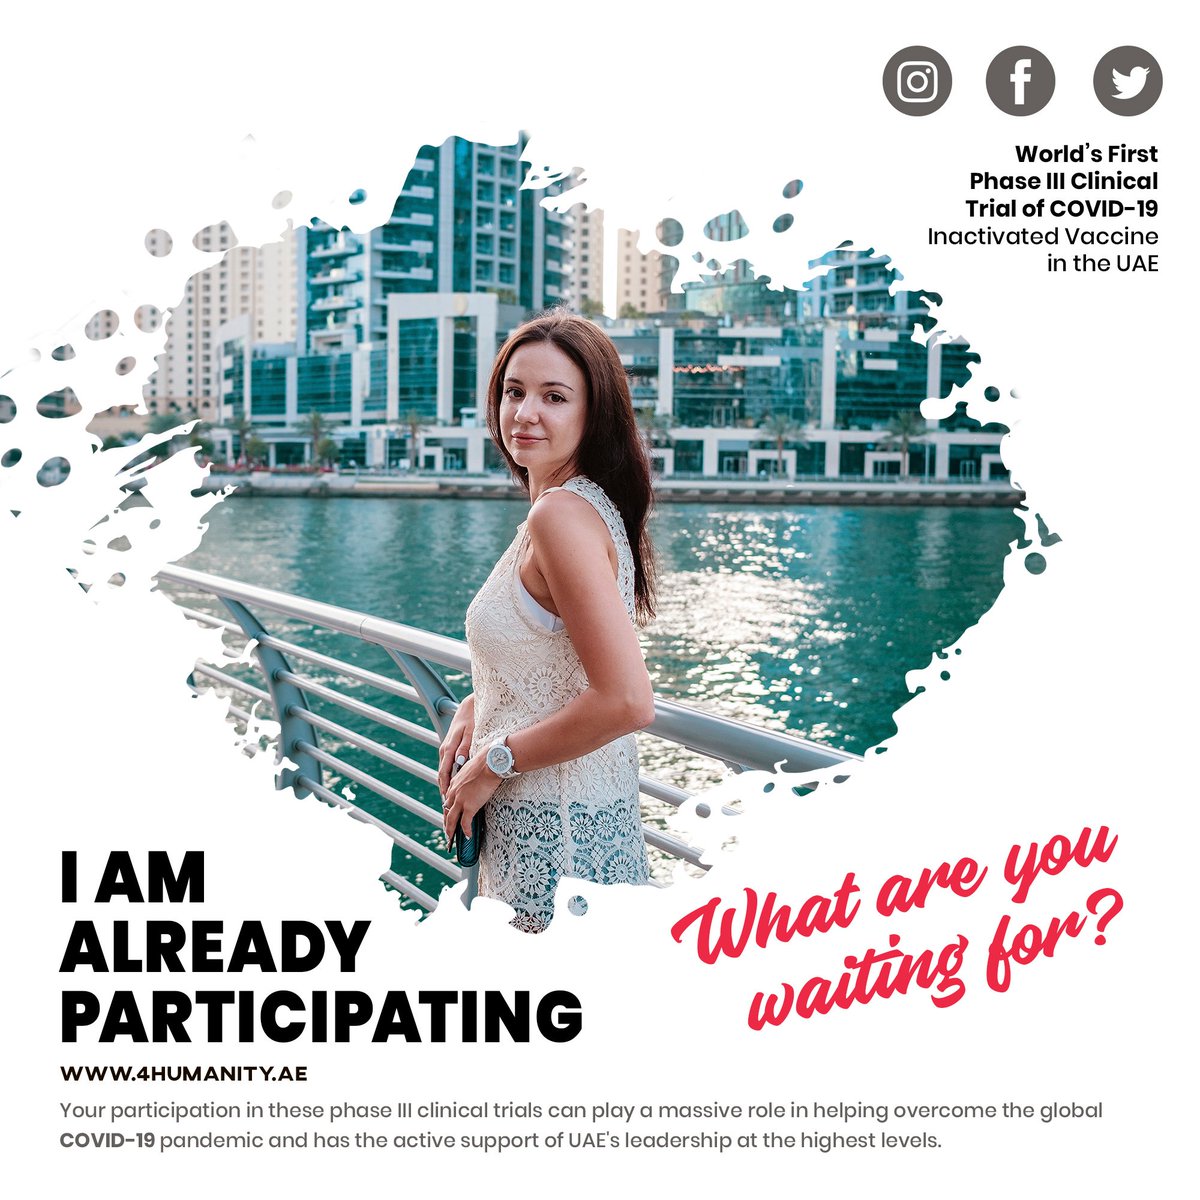 World's First
Phase III Clinical
Trial of COVID-19
Inactivated Vaccine
in the UAE
I AM
ALREADY
PARTICIPATING
What are you
waiting for?
WWW.4HUMANITY.AE
Your participation in these phase III clinical trials can play a massive role in helping overcome the global
COVID-19 pandemic and has the active support of UAE's leadership at the highest levels.